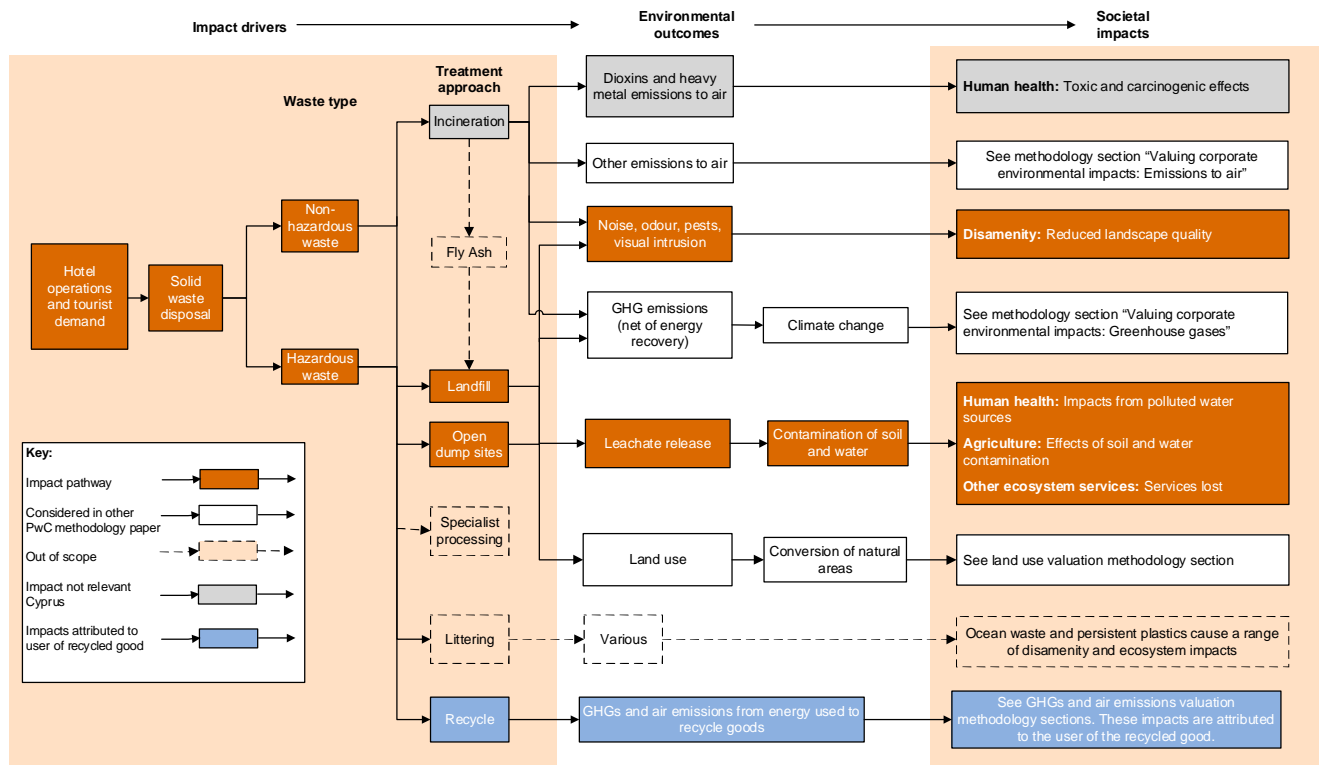 Impact drivers
Environmental
outcomes
Societal
impacts
Waste type
Treatment
approach
Hotel
operations
and tourist
demand
Solid
waste
disposal
Non-
hazardous
waste
Hazardous
waste
Incineration
Fly Ash
Landfill
Open
dump sites
Specialist
processing
Littering
Recycle
Dioxins and heavy
metal emissions to air
Human health: Toxic and carcinogenic effects
Other emissions to air
See methodology section “Valuing corporate
environmental impacts: Emissions to air”
Noise, odour, pests,
visual intrusion
Disamenity: Reduced landscape quality
GHG emissions
(net of energy
recovery)
Climate change
See methodology section “Valuing corporate
environmental impacts: Greenhouse gases”
Leachate release
Contamination of soil
and water
Human health: Impacts from polluted water
sources
Agriculture: Effects of soil and water
contamination
Other ecosystem services: Services lost
Land use
Conversion of natural
areas
See land use valuation methodology section
Various
Ocean waste and persistent plastics cause a range
of disamenity and ecosystem impacts
GHGs and air emissions from energy used to
recycle goods
See GHGs and air emissions valuation
methodology sections. These impacts are attributed
to the user of the recycled good.
Key:
Impact pathway
Considered in other
PwC methodology paper
Out of scope
Impact not relevant
Cyprus
Impacts attributed to
user of recycled good